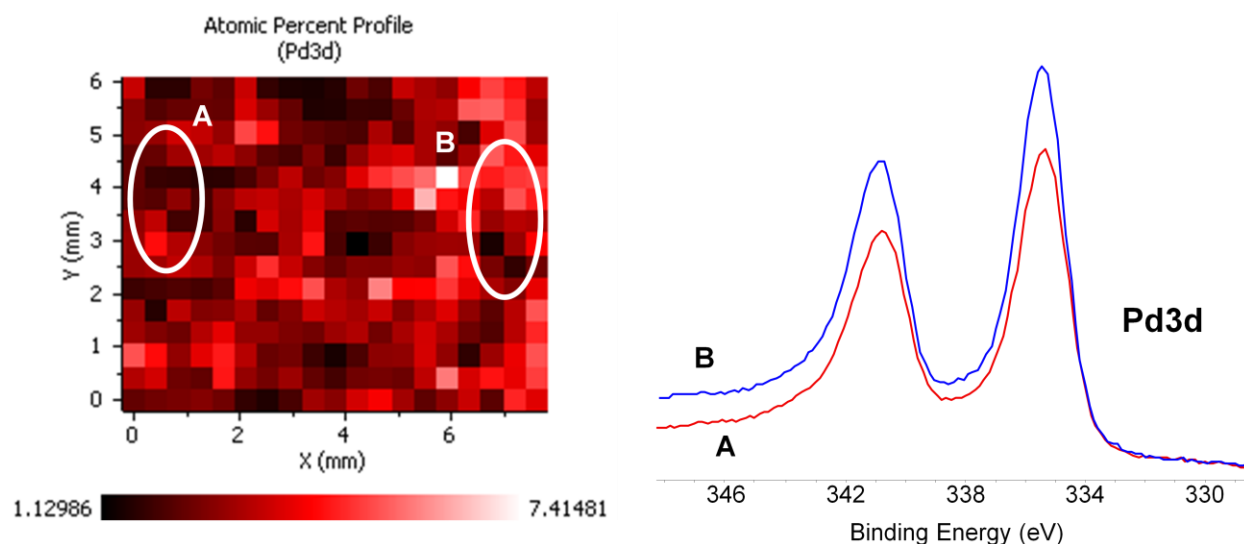 Atomic Percent Profile
(Pd3d)
6
5
4
3
2
1
0
Y (mm)
A
B
0 2 4 6
X (mm)
1.12986 7.41481
B
A
Pd3d
346 342 338 334 330
Binding Energy (eV)